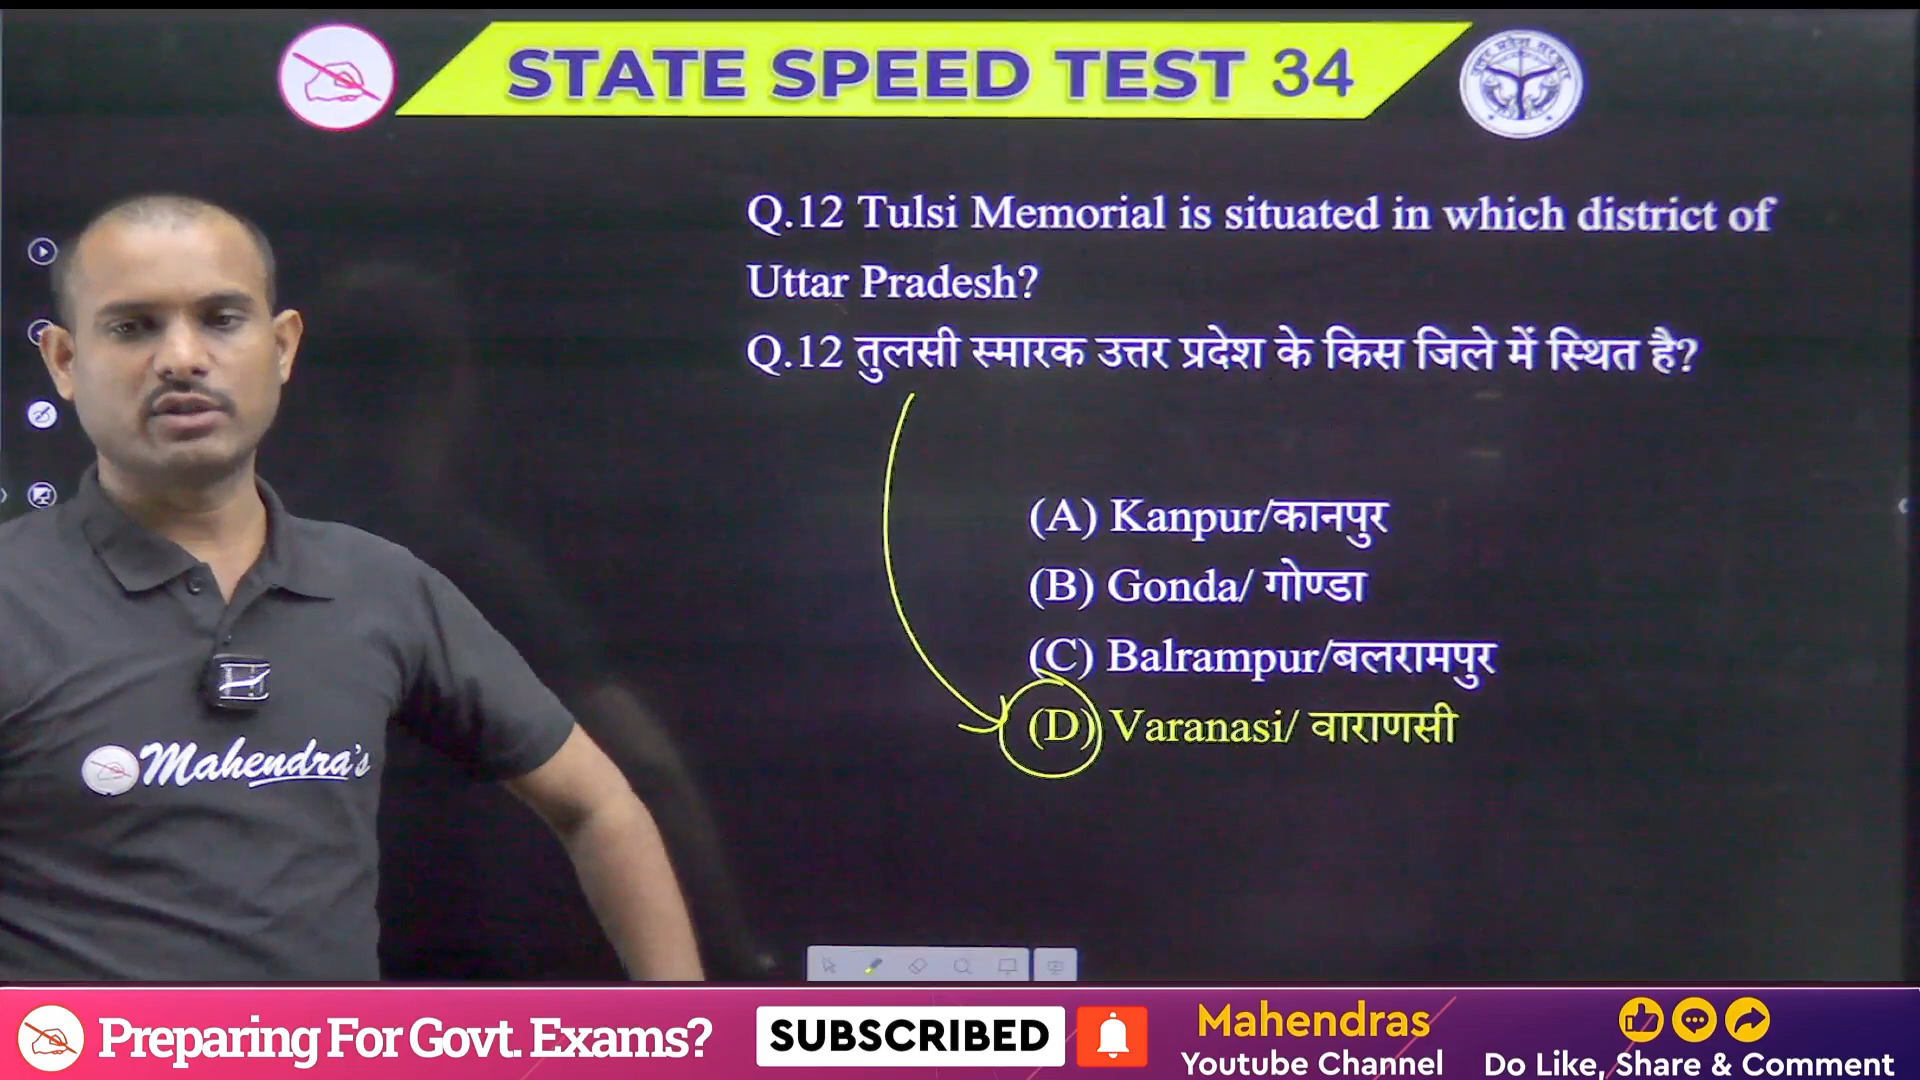 STATE SPEED TEST 34
Q.12 Tulsi Memorial is situated in which district of
Uttar Pradesh?
Q.12 तुलसी स्मारक उत्तर प्रदेश के किस जिले में स्थित है?
(A) Kanpur/कानपुर
(B) Gonda/ गोण्डा
(C) Balrampur/बलरामपुर
(D) Varanasi/ वाराणसी
Mahendra's
Preparing For Govt. Exams?
SUBSCRIBED
Mahendras
Youtube Channel
Do Like, Share & Comment